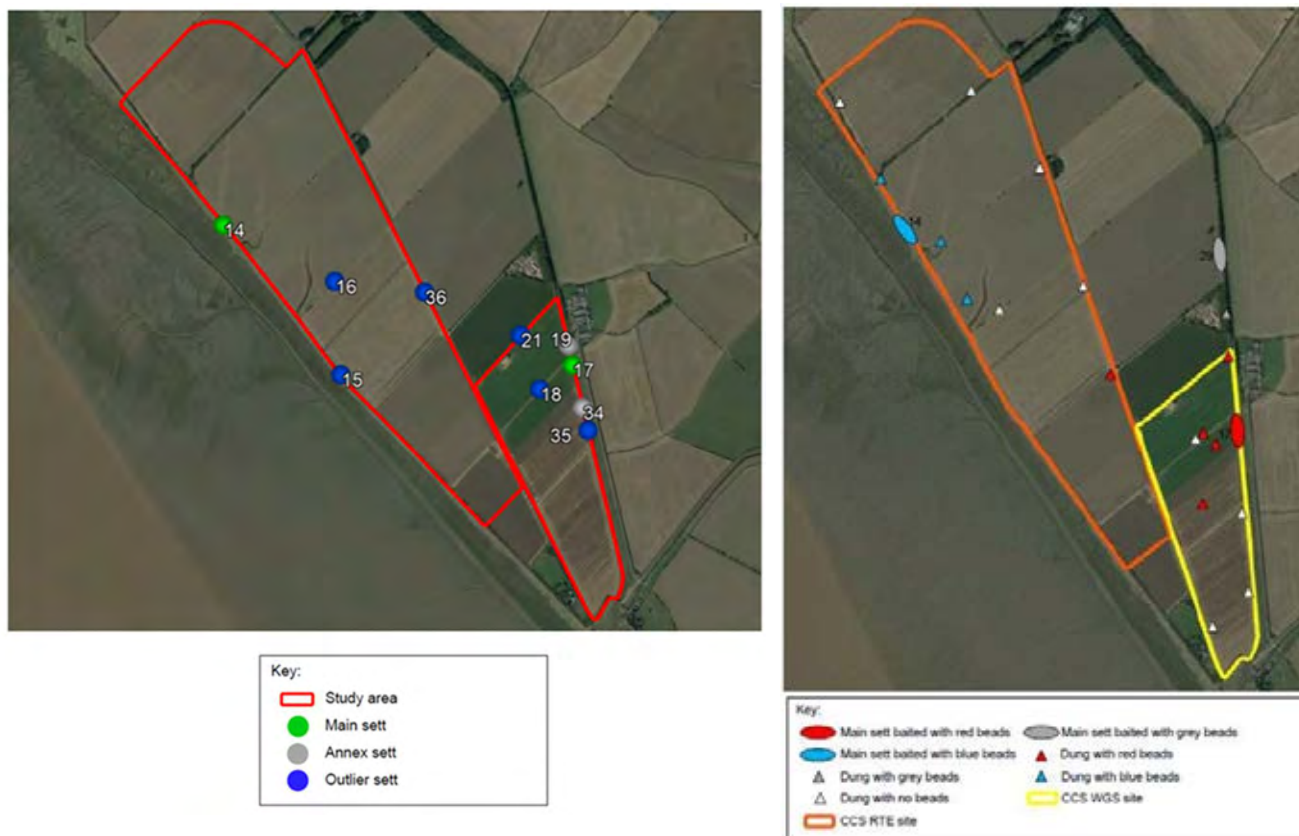 14
16
36
15
21
19
17
18
34
35
Key:
Study area
Main sett
Annex sett
Outlier sett
14
Key:
Main sett baited with red beads
Main sett baited with grey beads
Main sett baited with blue beads
Dung with red beads
Dung with grey beads
Dung with blue beads
Dung with no beads
CCS WGS site
CCS RTE site